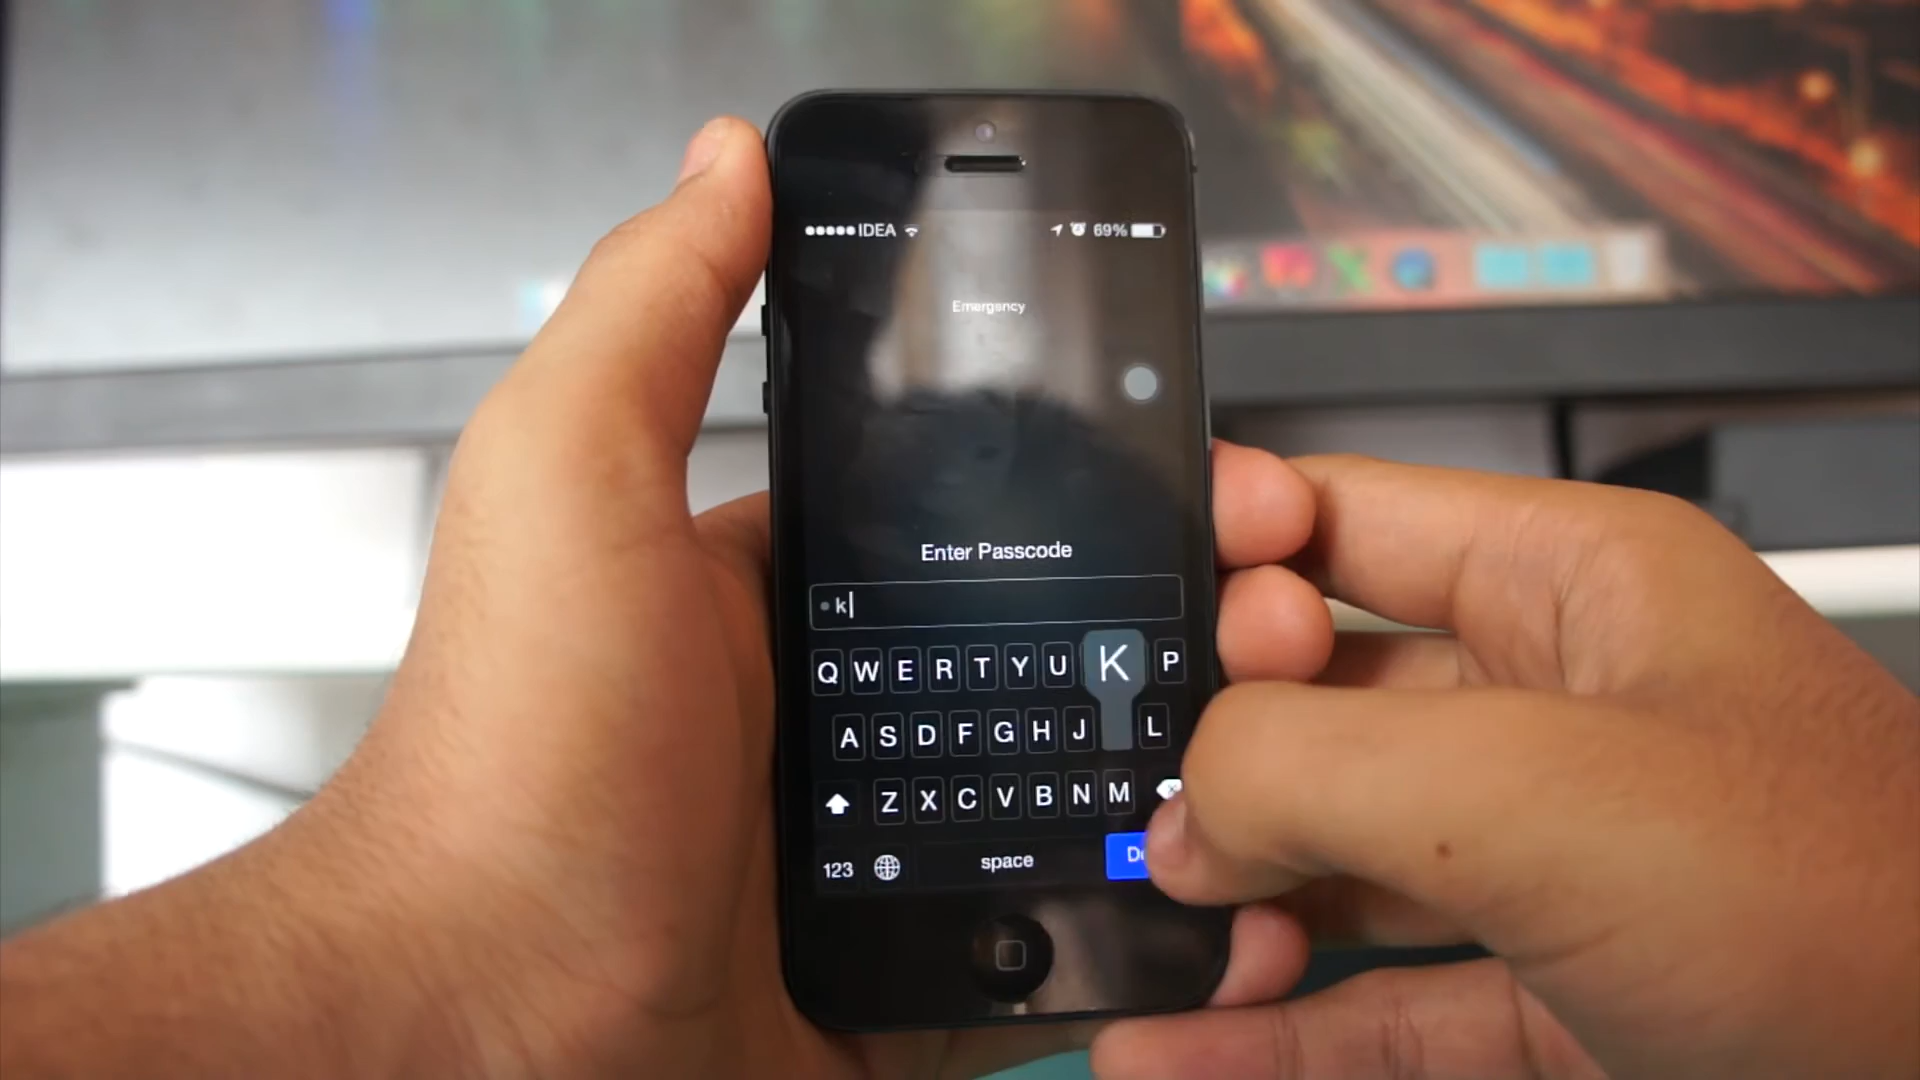 IDEA 69%
Emergency
Enter Passcode
k
Q W E R T Y U K P
A S D F G H J L
Z X C V B N M
123 space